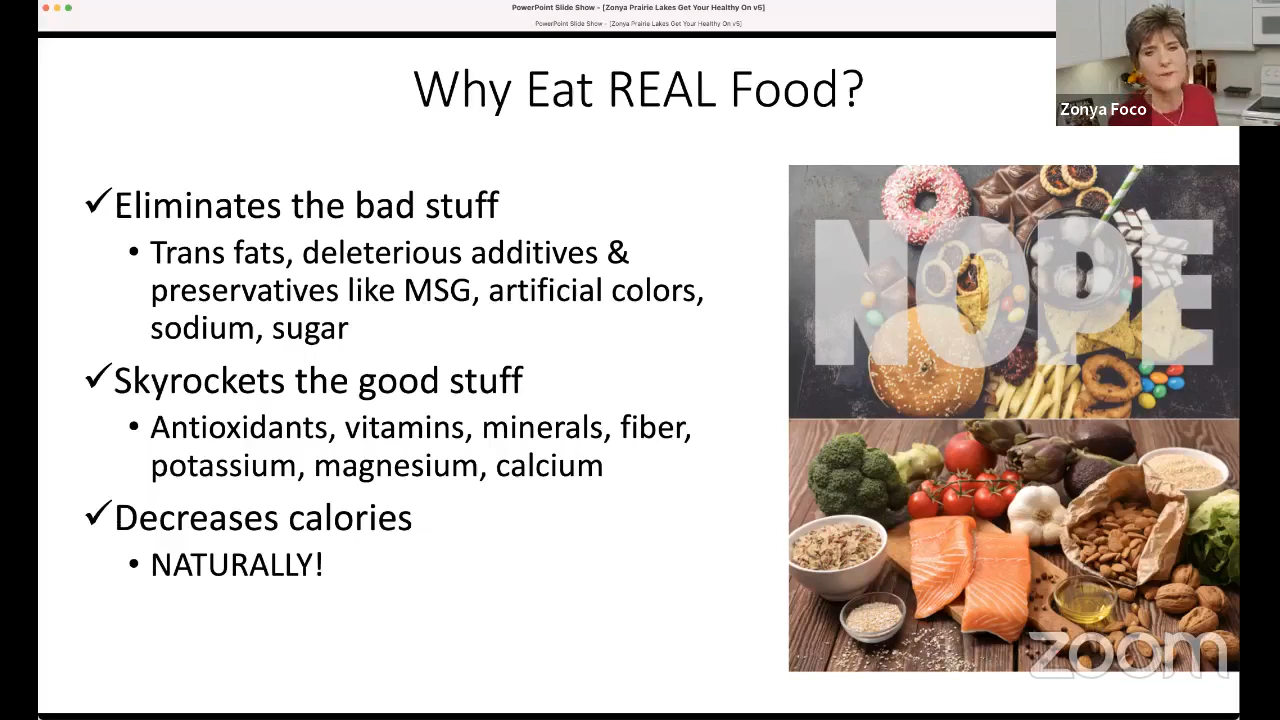 PowerPoint Slide Show - [Zonya Prairie Lakes Get Your Healthy On v5]
PowerPoint Slide Show - [Zonya Prairie Lakes Get Your Healthy On v5]
Why Eat REAL Food?
Zonya Foco
✓Eliminates the bad stuff
• Trans fats, deleterious additives &
preservatives like MSG, artificial colors,
sodium, sugar
✓Skyrockets the good stuff
• Antioxidants, vitamins, minerals, fiber,
potassium, magnesium, calcium
✓Decreases calories
• NATURALLY!
NOPE
zoom